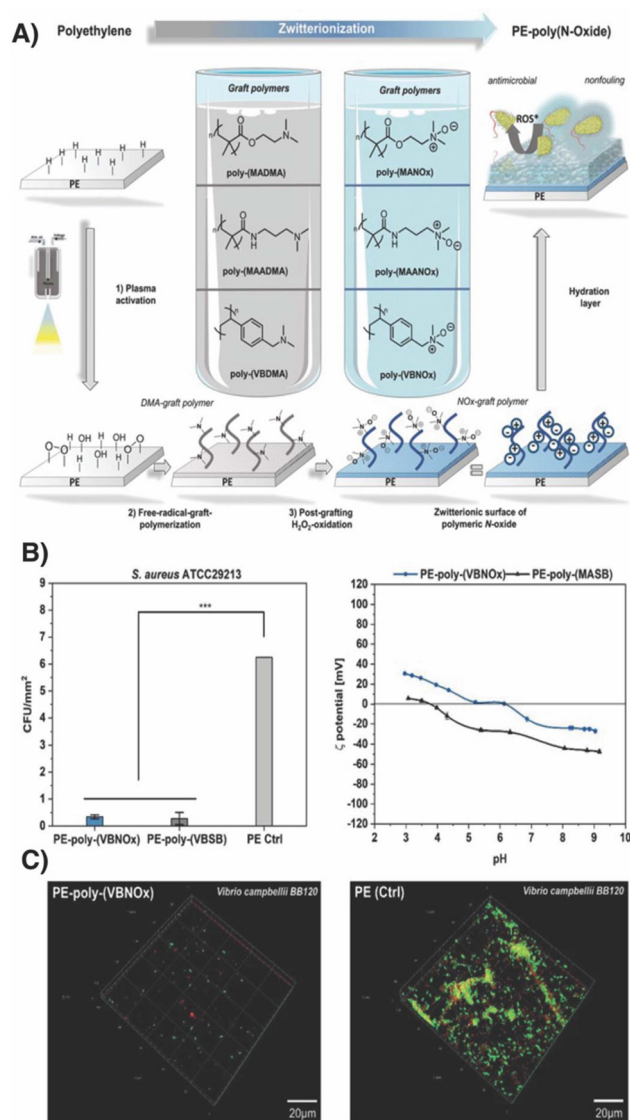 A)
Polyethylene
Zwitterionization
PE-poly(N-Oxide)
Graft polymers
Graft polymers
antimicrobial
nonfouling
ROS*
H H H H H H H H
PE
poly-(MADMA)
poly-(MANOx)
poly-(MAADMA)
poly-(MAANOx)
poly-(VBDMA)
poly-(VBNOx)
1) Plasma
activation
Hydration
layer
DMA-graft polymer
NOx-graft polymer
PE
PE
PE
PE
2) Free-radical-graft-
polymerization
3) Post-grafting
H₂O₂-oxidation
Zwitterionic surface of
polymeric N-oxide
B)
S. aureus ATCC29213
***
CFU/mm²
9
8
7
6
5
4
3
2
1
0
PE-poly-(VBNOx)
PE-poly-(VBSB)
PE Ctrl
PE-poly-(VBNOx)
PE-poly-(MASB)
ζ potential [mV]
120
100
80
60
40
20
0
-20
-40
-60
-80
-100
-120
2 3 4 5 6 7 8 9 10
pH
C)
PE-poly-(VBNOx)
Vibrio campbellii BB120
20µm
PE (Ctrl)
Vibrio campbellii BB120
20µm